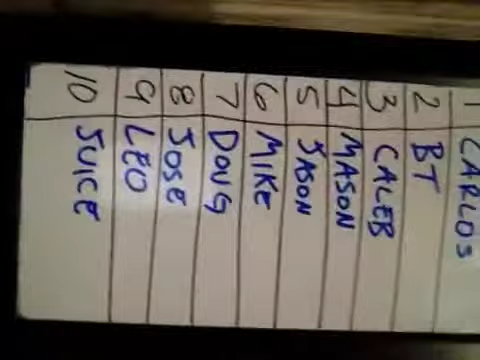 1 CARLOS
2 BT
3 CALEB
4 MASON
5 JASON
6 MIKE
7 DOUG
8 JOSE
9 LEO
10 JUICE